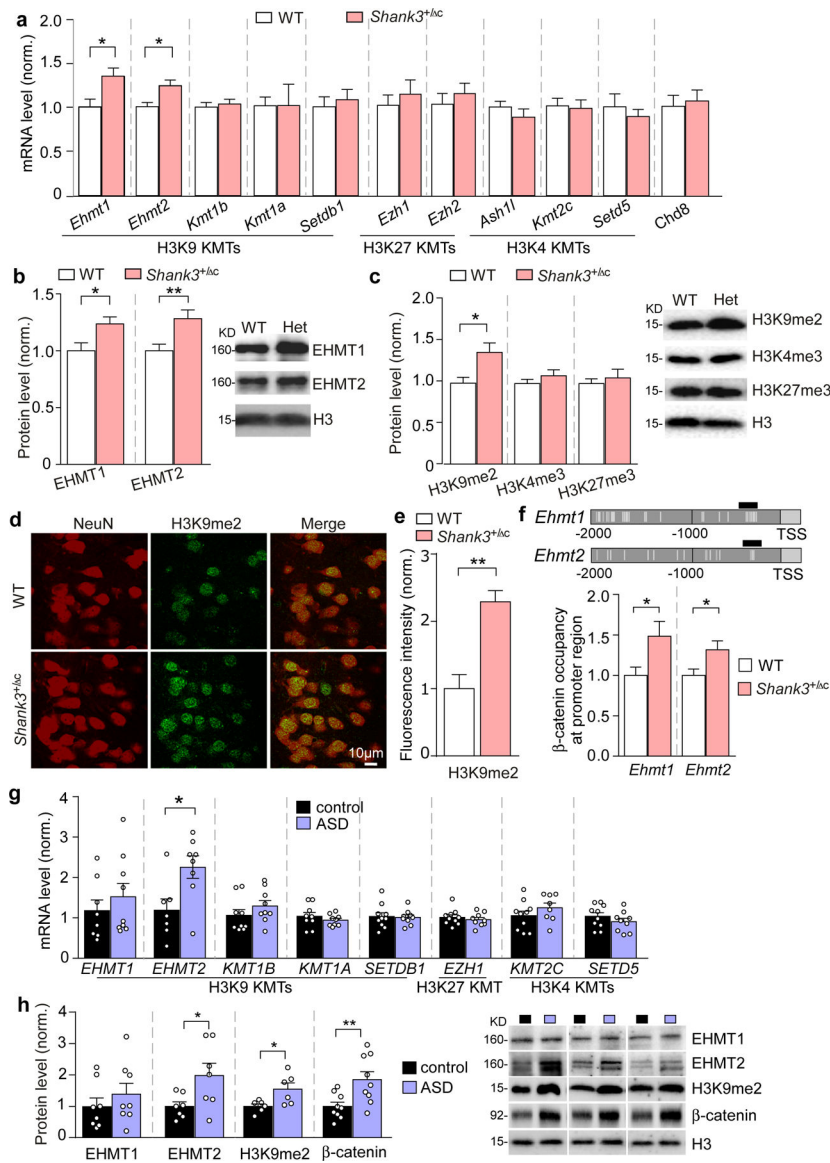 a
WT
Shank3+/ΔC
mRNA level (norm.)
2.0
1.5
1.0
0.5
0
*
*
Ehmt1
Ehmt2
Kmt1b
Kmt1a
Setdb1
Ezh1
Ezh2
Ash1l
Kmt2c
Setd5
Chd8
H3K9 KMTs
H3K27 KMTs
H3K4 KMTs
b
WT
Shank3+/ΔC
Protein level (norm.)
1.5
1.0
0.5
0
*
**
EHMT1
EHMT2
KD
WT
Het
160-
EHMT1
160-
EHMT2
15-
H3
c
WT
Shank3+/ΔC
Protein level (norm.)
2.0
1.5
1.0
0.5
0
*
H3K9me2
H3K4me3
H3K27me3
KD
WT
Het
15-
H3K9me2
15-
H3K4me3
15-
H3K27me3
15-
H3
d
NeuN
H3K9me2
Merge
WT
Shank3+/ΔC
10μm
e
WT
Shank3+/ΔC
Fluorescence intensity (norm.)
3
2
1
0
**
H3K9me2
f
Ehmt1
-2000
-1000
TSS
Ehmt2
-2000
-1000
TSS
β-catenin occupancy
at promoter region
2.0
1.5
1.0
0.5
0
*
*
WT
Shank3+/ΔC
Ehmt1
Ehmt2
g
mRNA level (norm.)
4
3
2
1
0
*
control
ASD
EHMT1
EHMT2
KMT1B
KMT1A
SETDB1
EZH1
KMT2C
SETD5
H3K9 KMTs
H3K27 KMT
H3K4 KMTs
h
Protein level (norm.)
4
3
2
1
0
*
*
**
EHMT1
EHMT2
H3K9me2
β-catenin
control
ASD
KD
160-
EHMT1
160-
EHMT2
15-
H3K9me2
92-
β-catenin
15-
H3